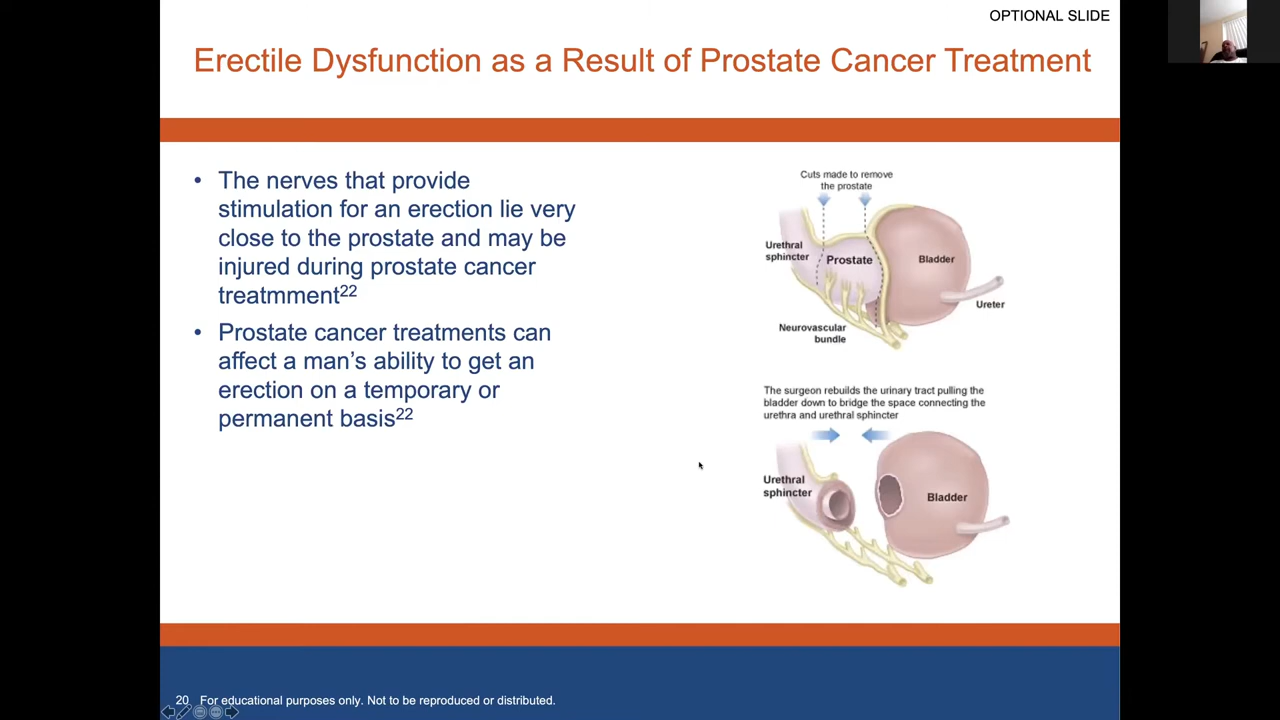 OPTIONAL SLIDE
Erectile Dysfunction as a Result of Prostate Cancer Treatment
• The nerves that provide
stimulation for an erection lie very
close to the prostate and may be
injured during prostate cancer
treatmment22
• Prostate cancer treatments can
affect a man’s ability to get an
erection on a temporary or
permanent basis22
Cuts made to remove
the prostate
Urethral
sphincter
Prostate
Bladder
Ureter
Neurovascular
bundle
The surgeon rebuilds the urinary tract pulling the
bladder down to bridge the space connecting the
urethra and urethral sphincter
Urethral
sphincter
Bladder
20 For educational purposes only. Not to be reproduced or distributed.